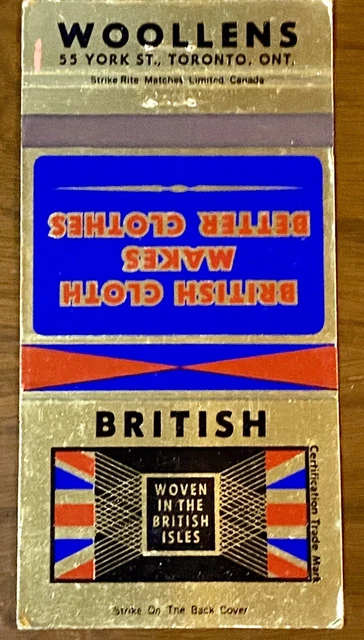 WOOLLENS
55 YORK ST., TORONTO, ONT.
Strike Rite Matches Limited Canada
BRITISH CLOTH
MAKES
BETTER CLOTHES
BRITISH
WOVEN
IN THE
BRITISH
ISLES
Certification Trade Mark
Strike On The Back Cover